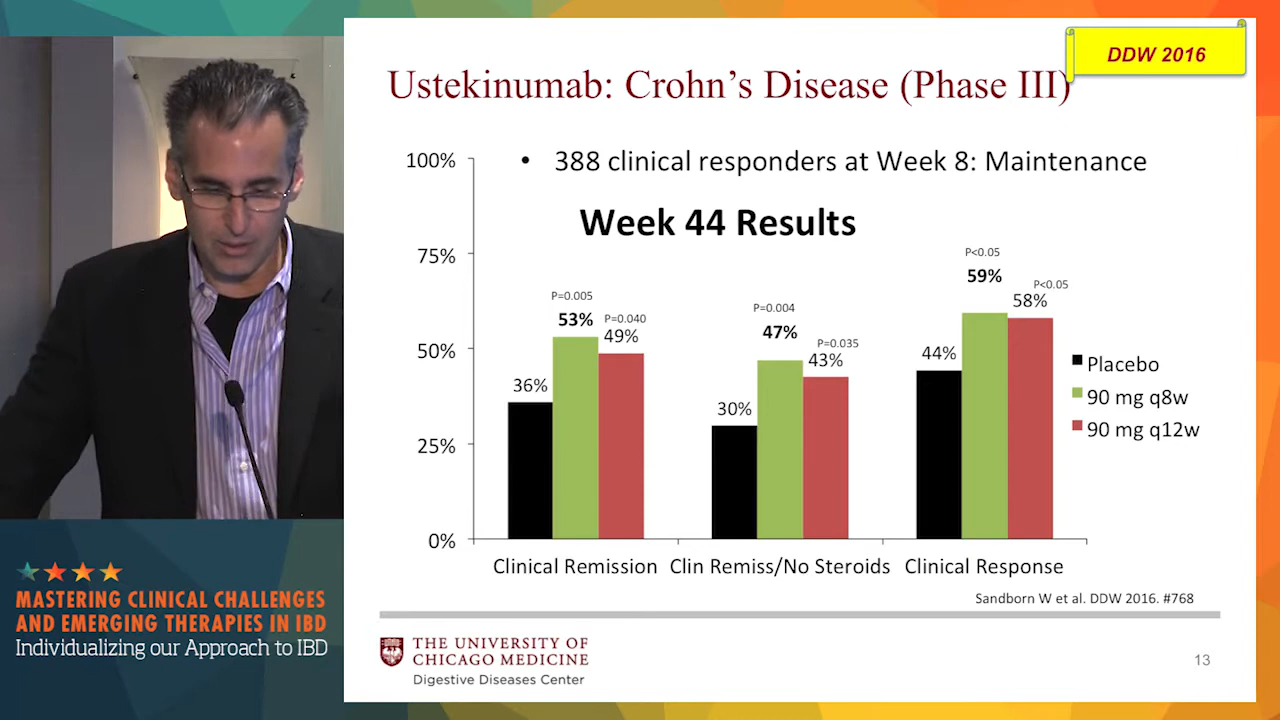 DDW 2016
Ustekinumab: Crohn's Disease (Phase III)
• 388 clinical responders at Week 8: Maintenance
Week 44 Results
100%
75%
50%
25%
0%
36%
P=0.005
53%
P=0.040
49%
30%
P=0.004
47%
P=0.035
43%
44%
P<0.05
59%
P<0.05
58%
Placebo
90 mg q8w
90 mg q12w
Clinical Remission
Clin Remiss/No Steroids
Clinical Response
Sandborn W et al. DDW 2016. #768
THE UNIVERSITY OF
CHICAGO MEDICINE
Digestive Diseases Center
13
MASTERING CLINICAL CHALLENGES
AND EMERGING THERAPIES IN IBD
Individualizing our Approach to IBD